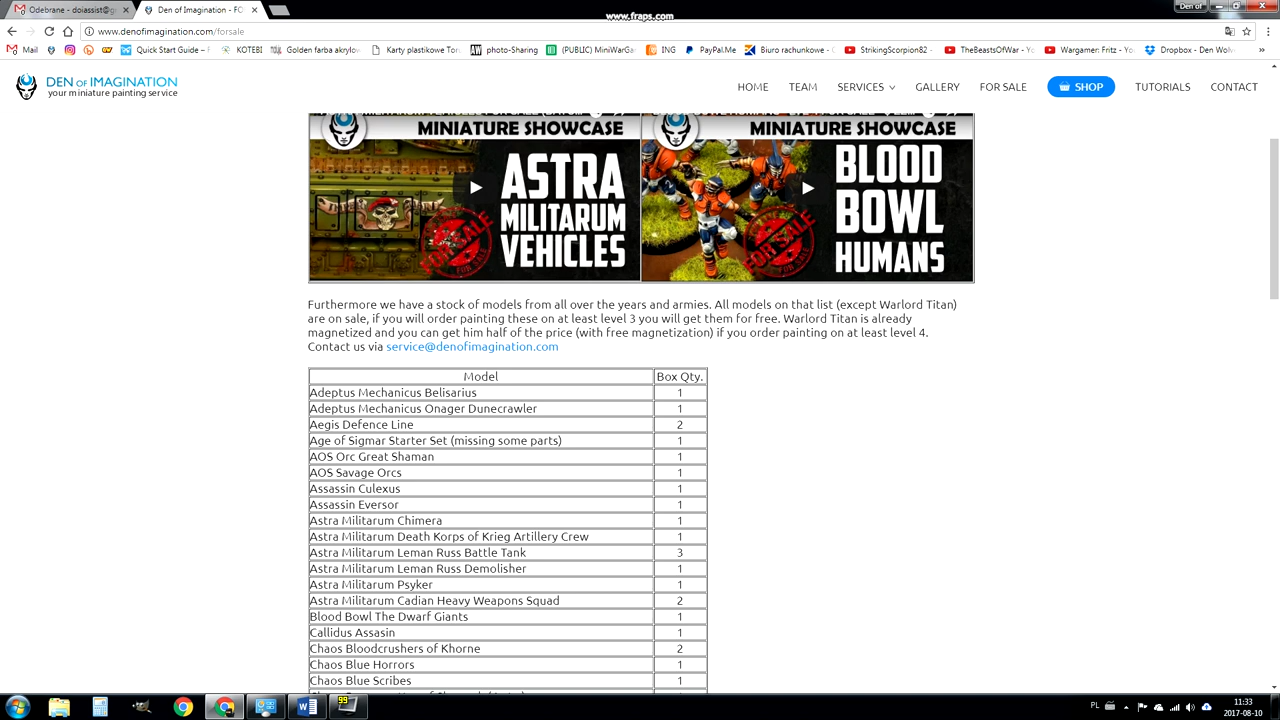 Odebrane - doiassist@g
Den of Imagination - FO
www.fraps.com
Den of
www.denofimagination.com/forsale
Mail
Quick Start Guide – F
KOTEBI
Golden farba akrylow
Karty plastikowe Tor
photo-Sharing
(PUBLIC) MiniWarGa
ING
PayPal.Me
Biuro rachunkowe - C
StrikingScorpion82 -
TheBeastsOfWar - Yo
Wargamer: Fritz - Yo
Dropbox - Den Wolv
DEN OF IMAGINATION
your miniature painting service
HOME
TEAM
SERVICES
GALLERY
FOR SALE
SHOP
TUTORIALS
CONTACT
MINIATURE SHOWCASE
ASTRA
MILITARUM
VEHICLES
FOR SALE
MINIATURE SHOWCASE
BLOOD
BOWL
HUMANS
FOR SALE
Furthermore we have a stock of models from all over the years and armies. All models on that list (except Warlord Titan)
are on sale, if you will order painting these on at least level 3 you will get them for free. Warlord Titan is already
magnetized and you can get him half of the price (with free magnetization) if you order painting on at least level 4.
Contact us via service@denofimagination.com
Model Box Qty.
Adeptus Mechanicus Belisarius 1
Adeptus Mechanicus Onager Dunecrawler 1
Aegis Defence Line 2
Age of Sigmar Starter Set (missing some parts) 1
AOS Orc Great Shaman 1
AOS Savage Orcs 1
Assassin Culexus 1
Assassin Eversor 1
Astra Militarum Chimera 1
Astra Militarum Death Korps of Krieg Artillery Crew 1
Astra Militarum Leman Russ Battle Tank 3
Astra Militarum Leman Russ Demolisher 1
Astra Militarum Psyker 1
Astra Militarum Cadian Heavy Weapons Squad 2
Blood Bowl The Dwarf Giants 1
Callidus Assasin 1
Chaos Bloodcrushers of Khorne 2
Chaos Blue Horrors 1
Chaos Blue Scribes 1
99
PL
11:33
2017-08-10